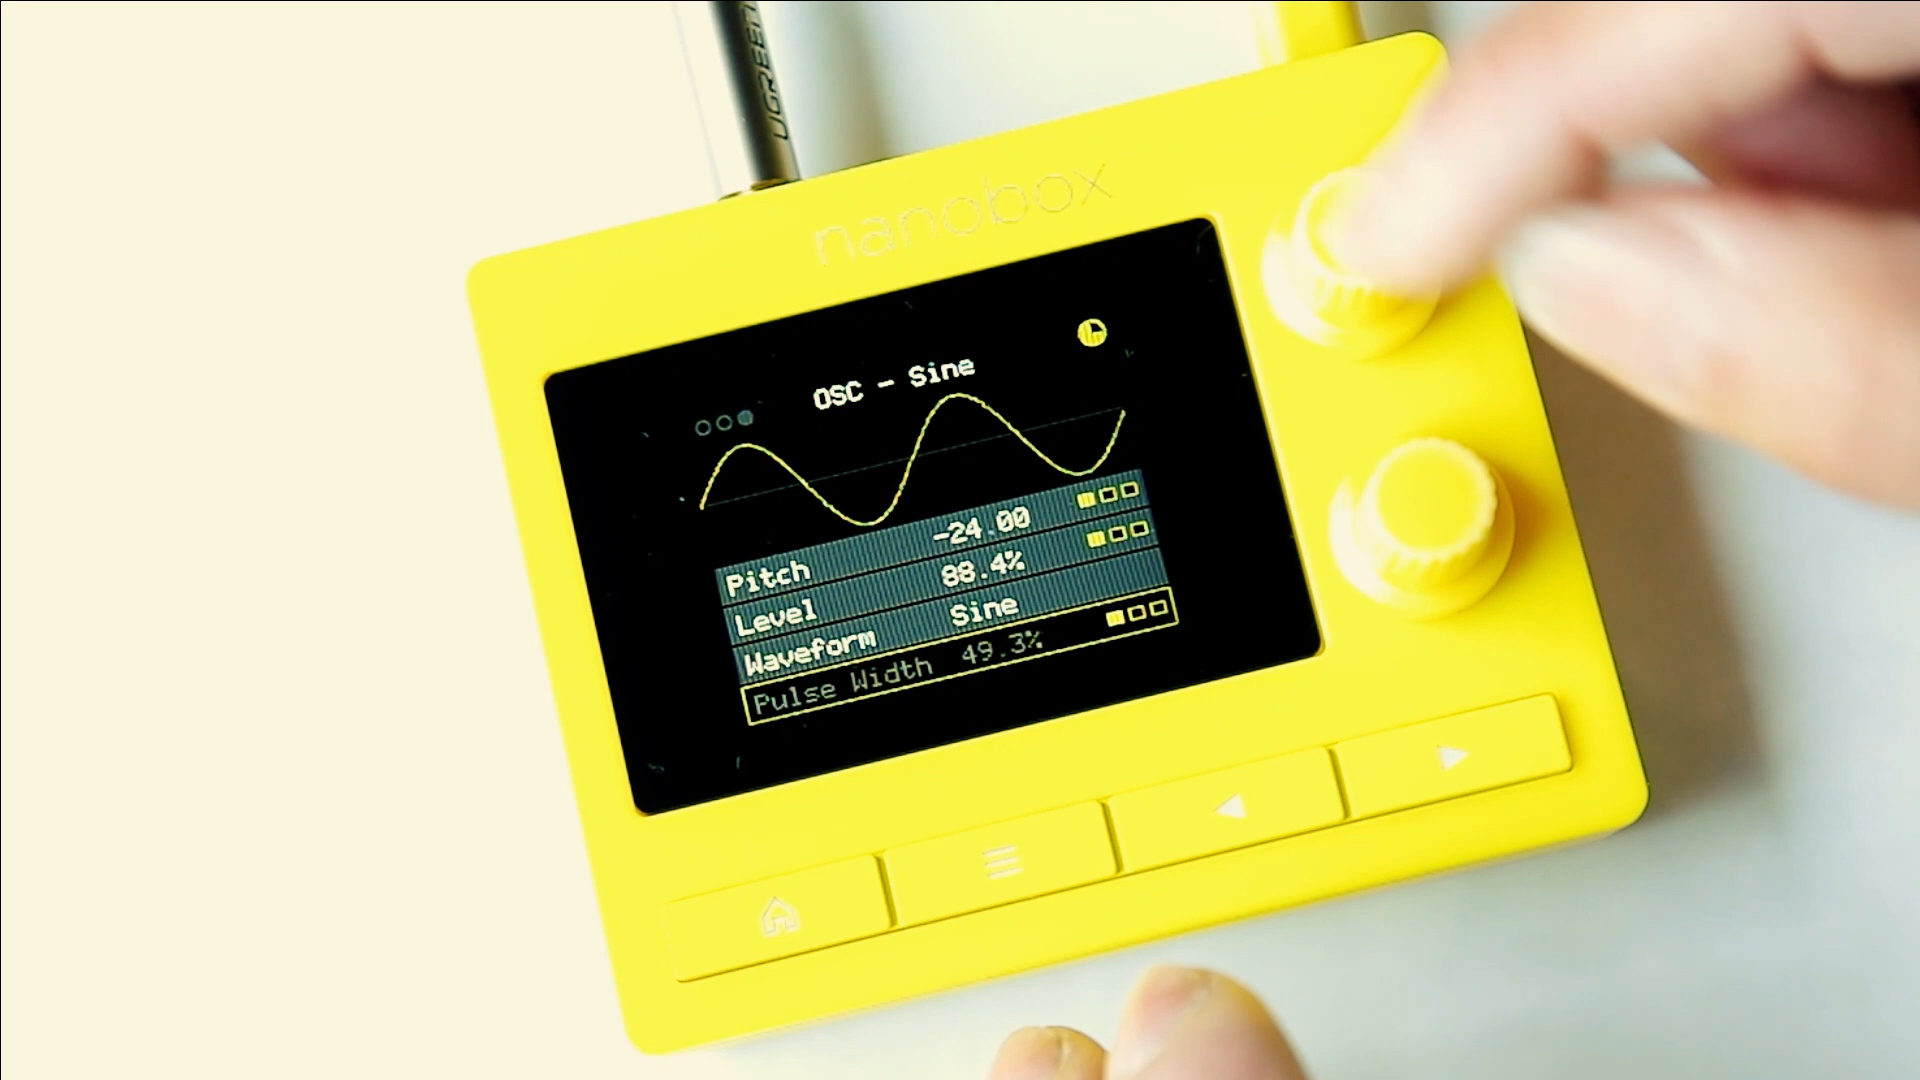 UGREEN
nanobox
OSC - Sine
Pitch -24.00
Level 88.4%
Waveform Sine
Pulse Width 49.3%